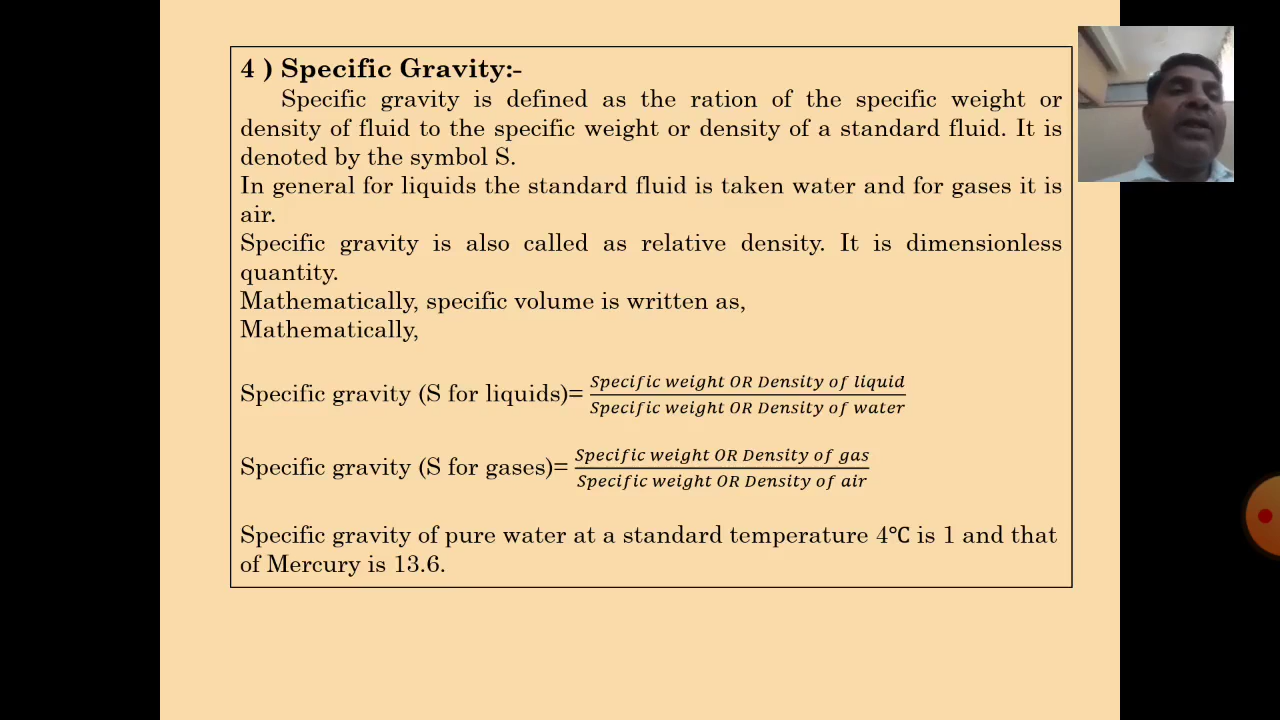 4 ) Specific Gravity:-
Specific gravity is defined as the ration of the specific weight or
density of fluid to the specific weight or density of a standard fluid. It is
denoted by the symbol S.
In general for liquids the standard fluid is taken water and for gases it is
air.
Specific gravity is also called as relative density. It is dimensionless
quantity.
Mathematically, specific volume is written as,
Mathematically,
Specific gravity (S for liquids)= Specific weight OR Density of liquid
Specific weight OR Density of water
Specific gravity (S for gases)= Specific weight OR Density of gas
Specific weight OR Density of air
Specific gravity of pure water at a standard temperature 4°C is 1 and that
of Mercury is 13.6.